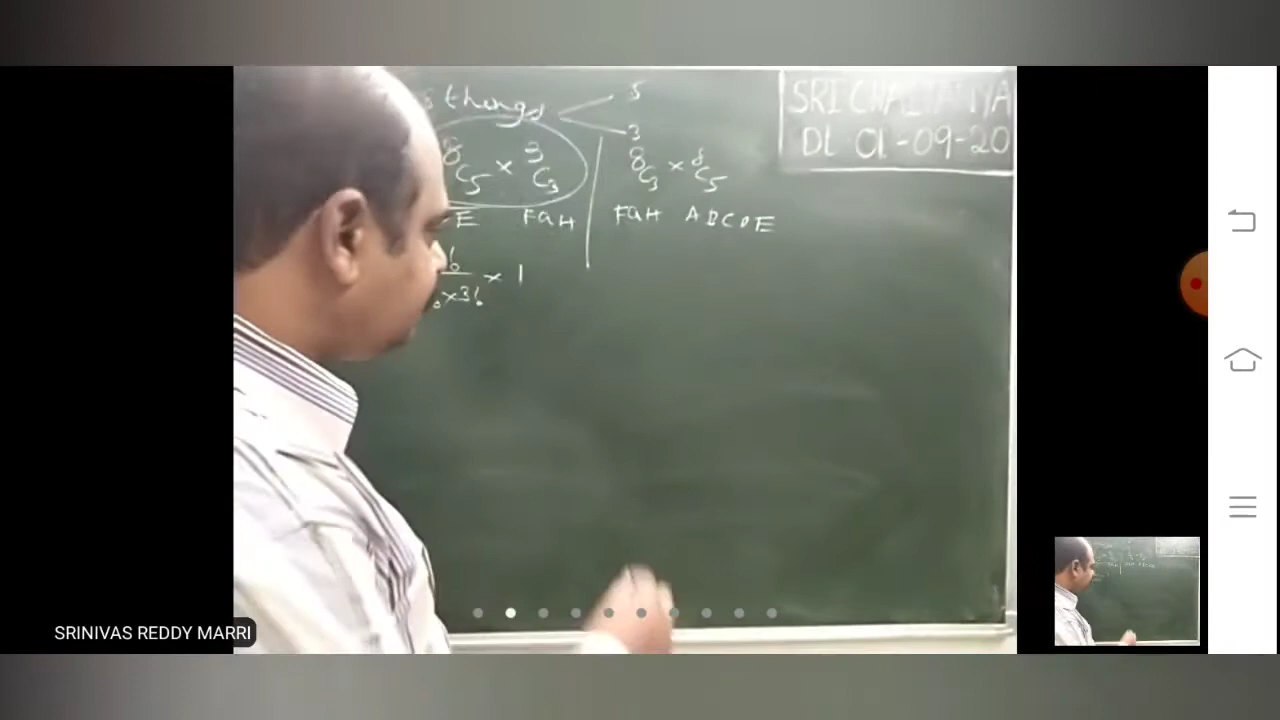 things 5
3
8C5 × 3C3
8C3 × 8C5
E FGH
FGH ABCDE
× 1
×36
SRI CHAITANYA
DL 01-09-20
SRINIVAS REDDY MARRI